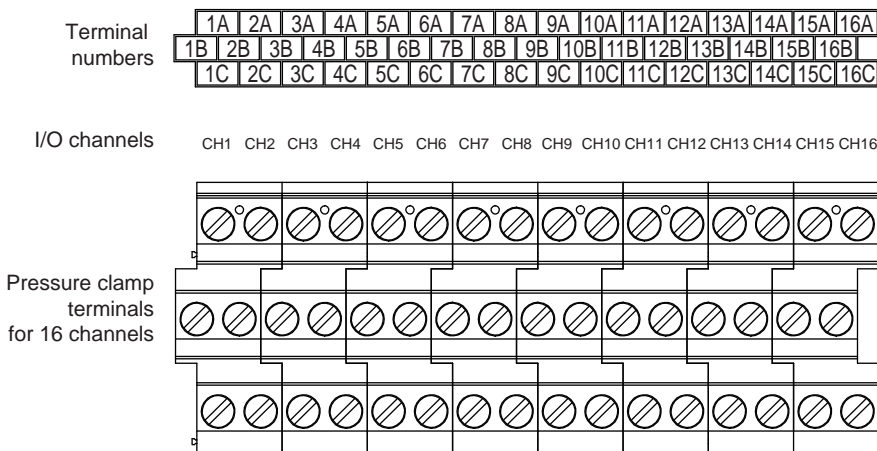 Terminal
numbers
1A 2A 3A 4A 5A 6A 7A 8A 9A 10A 11A 12A 13A 14A 15A 16A
1B 2B 3B 4B 5B 6B 7B 8B 9B 10B 11B 12B 13B 14B 15B 16B
1C 2C 3C 4C 5C 6C 7C 8C 9C 10C 11C 12C 13C 14C 15C 16C
I/O channels
CH1 CH2 CH3 CH4 CH5 CH6 CH7 CH8 CH9 CH10 CH11 CH12 CH13 CH14 CH15 CH16
Pressure clamp
terminals
for 16 channels